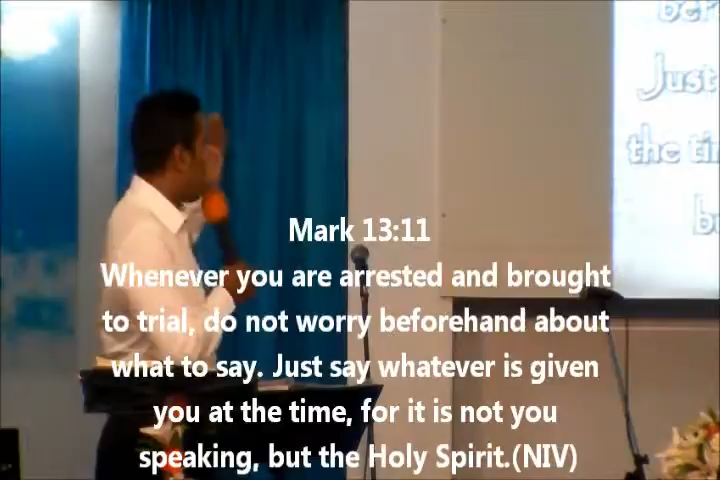 Just
the
Mark 13:11
Whenever you are arrested and brought
to trial, do not worry beforehand about
what to say. Just say whatever is given
you at the time, for it is not you
speaking, but the Holy Spirit.(NIV)